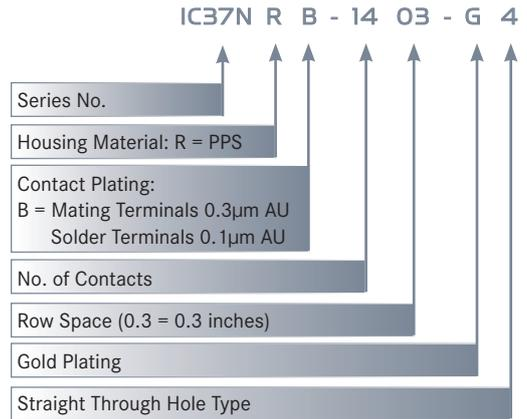 IC37N R B - 14 03 - G 4
Series No.
Housing Material: R = PPS
Contact Plating:
B = Mating Terminals 0.3µm AU
Solder Terminals 0.1µm AU
No. of Contacts
Row Space (0.3 = 0.3 inches)
Gold Plating
Straight Through Hole Type